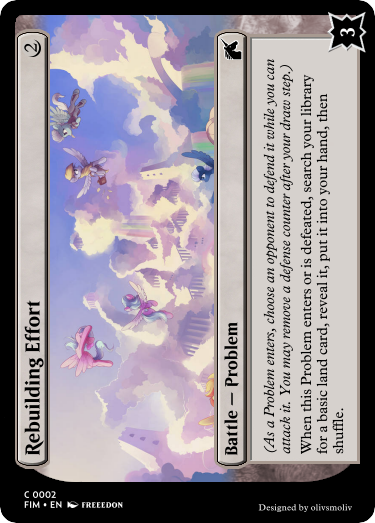 Rebuilding Effort 2
Battle — Problem
(As a Problem enters, choose an opponent to defend it while you can
attack it. You may remove a defense counter after your draw step.)
When this Problem enters or is defeated, search your library
for a basic land card, reveal it, put it into your hand, then
shuffle.
3
C 0002
FIM • EN FREEEDON
Designed by olivsmoliv